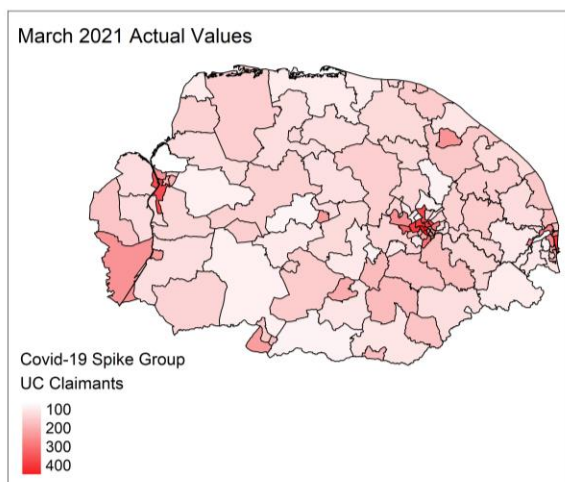 March 2021 Actual Values
Covid-19 Spike Group
UC Claimants
100
200
300
400